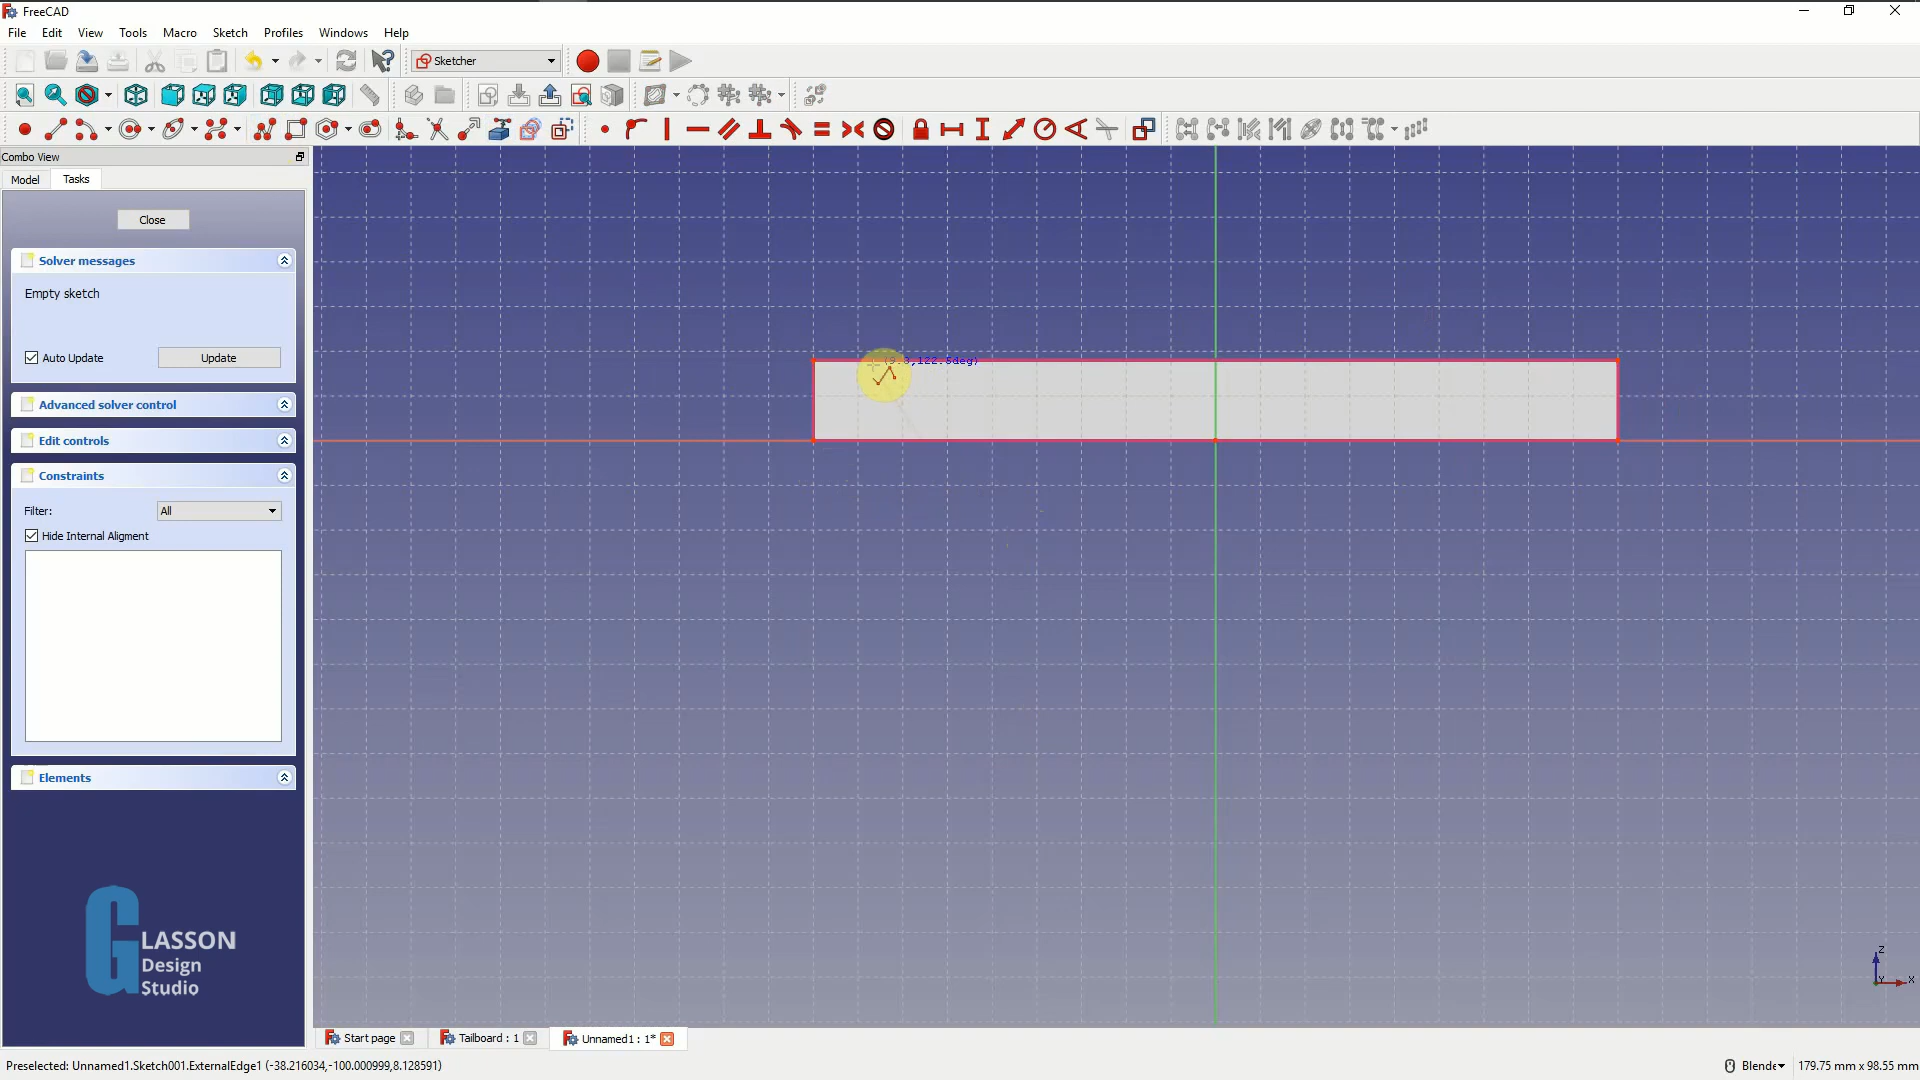 FreeCAD
File Edit View Tools Macro Sketch Profiles Windows Help
Sketcher
Combo View
Model Tasks
Close
Solver messages
Empty sketch
Auto Update Update
Advanced solver control
Edit controls
Constraints
Filter: All
Hide Internal Aligment
Elements
GLASSON
Design
Studio
Z
Y X
Start page Tailboard : 1 Unnamed1 : 1*
Preselected: Unnamed1.Sketch001.ExternalEdge1 (-38.216034,-100.000999,8.128591) Blende 179.75 mm x 98.55 mm